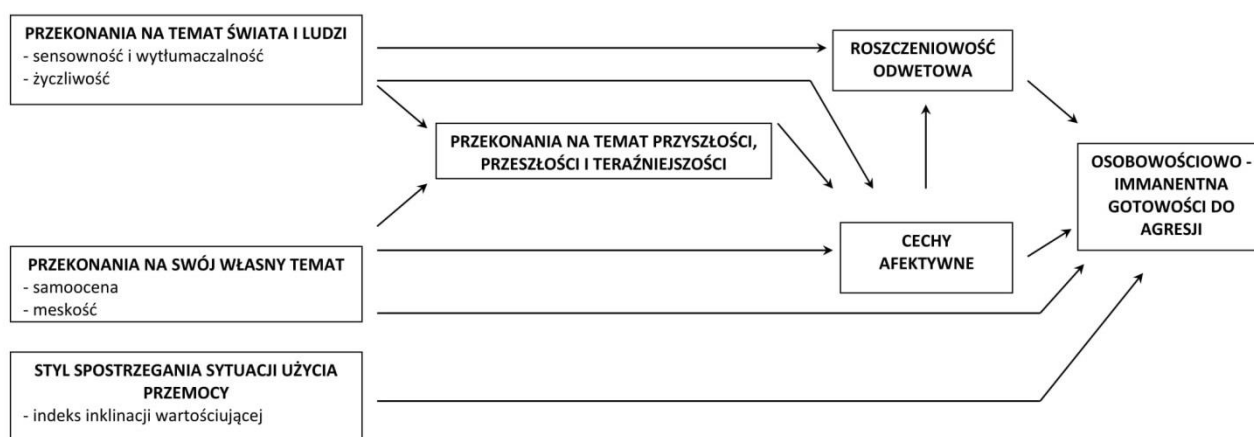 PRZEKONANIA NA TEMAT ŚWIATA I LUDZI
- sensowność i wytłumaczalność
- życzliwość
ROSZCZENIOWOŚĆ
ODWETOWA
PRZEKONANIA NA TEMAT PRZYSZŁOŚCI,
PRZESZŁOŚCI I TERAŹNIEJSZOŚCI
OSOBOWOŚCIOWO -
IMMANENTNA
GOTOWOŚCI DO
AGRESJI
CECHY
AFEKTYWNE
PRZEKONANIA NA SWÓJ WŁASNY TEMAT
- samoocena
- meskość
STYL SPOSTRZEGANIA SYTUACJI UŻYCIA
PRZEMOCY
- indeks inklinacji wartościującej